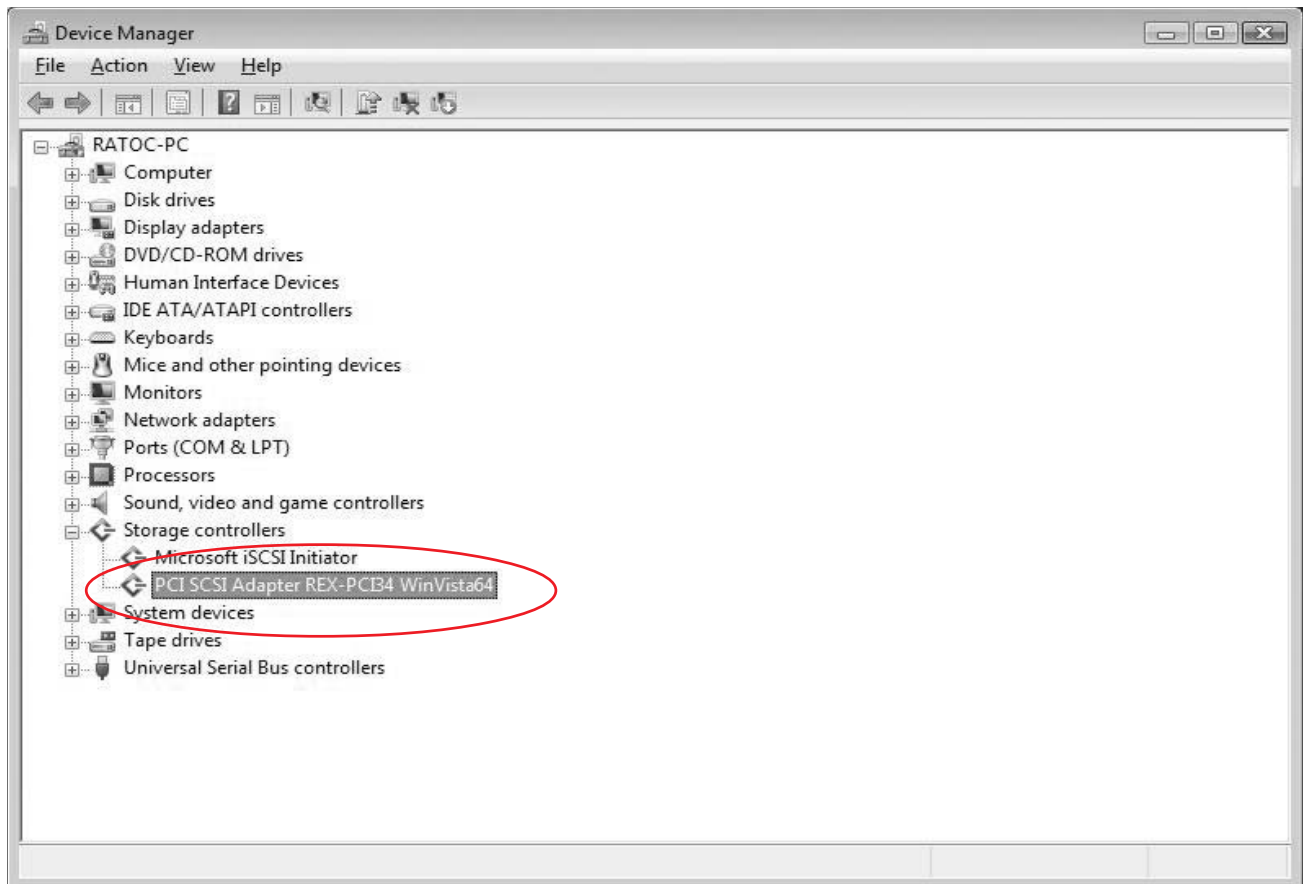 Device Manager
File Action View Help
RATOC-PC
Computer
Disk drives
Display adapters
DVD/CD-ROM drives
Human Interface Devices
IDE ATA/ATAPI controllers
Keyboards
Mice and other pointing devices
Monitors
Network adapters
Ports (COM & LPT)
Processors
Sound, video and game controllers
Storage controllers
Microsoft iSCSI Initiator
PCI SCSI Adapter REX-PCI34 WinVista64
System devices
Tape drives
Universal Serial Bus controllers